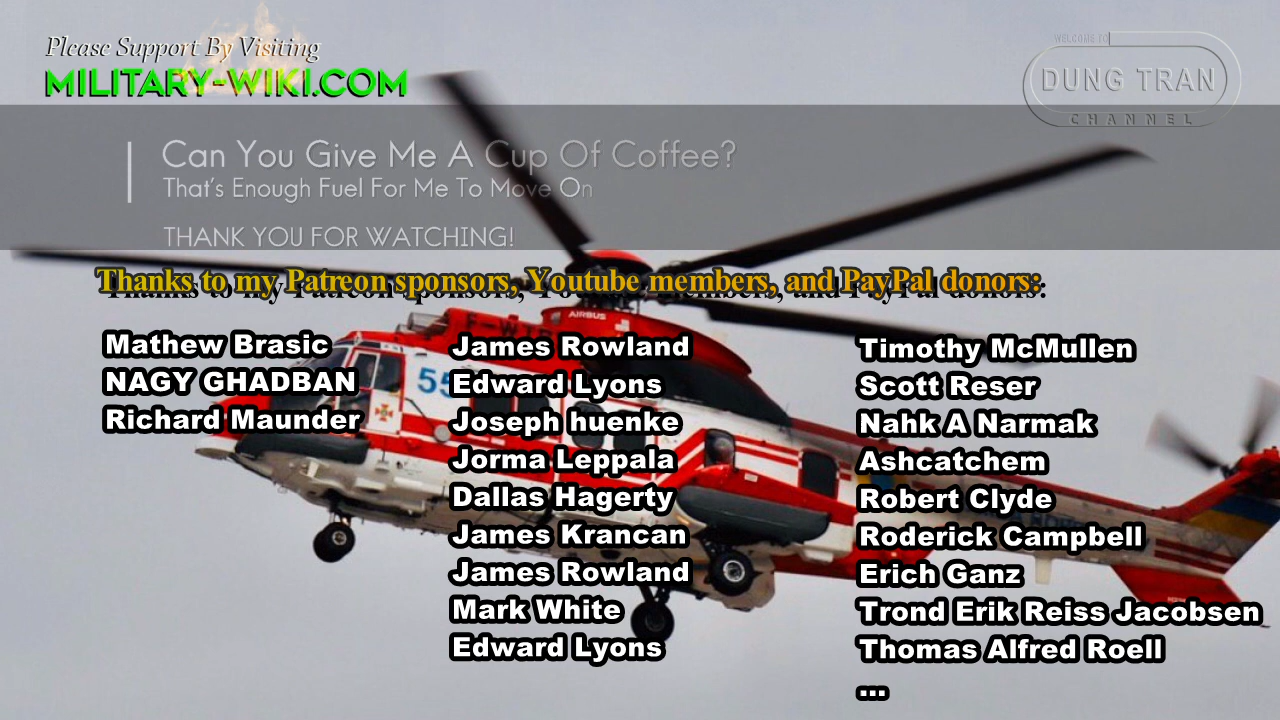 Please Support By Visiting
MILITARY-WIKI.COM
WELCOME TO
DUNG TRAN
CHANNEL
Can You Give Me A Cup Of Coffee?
That's Enough Fuel For Me To Move On
THANK YOU FOR WATCHING!
Thanks to my Patreon sponsors, Youtube members, and PayPal donors:
AIRBUS
55
Mathew Brasic
NAGY GHADBAN
Richard Maunder
James Rowland
Edward Lyons
Joseph huenke
Jorma Leppala
Dallas Hagerty
James Krancan
James Rowland
Mark White
Edward Lyons
Timothy McMullen
Scott Reser
Nahk A Narmak
Ashcatchem
Robert Clyde
Roderick Campbell
Erich Ganz
Trond Erik Reiss Jacobsen
Thomas Alfred Roell
...